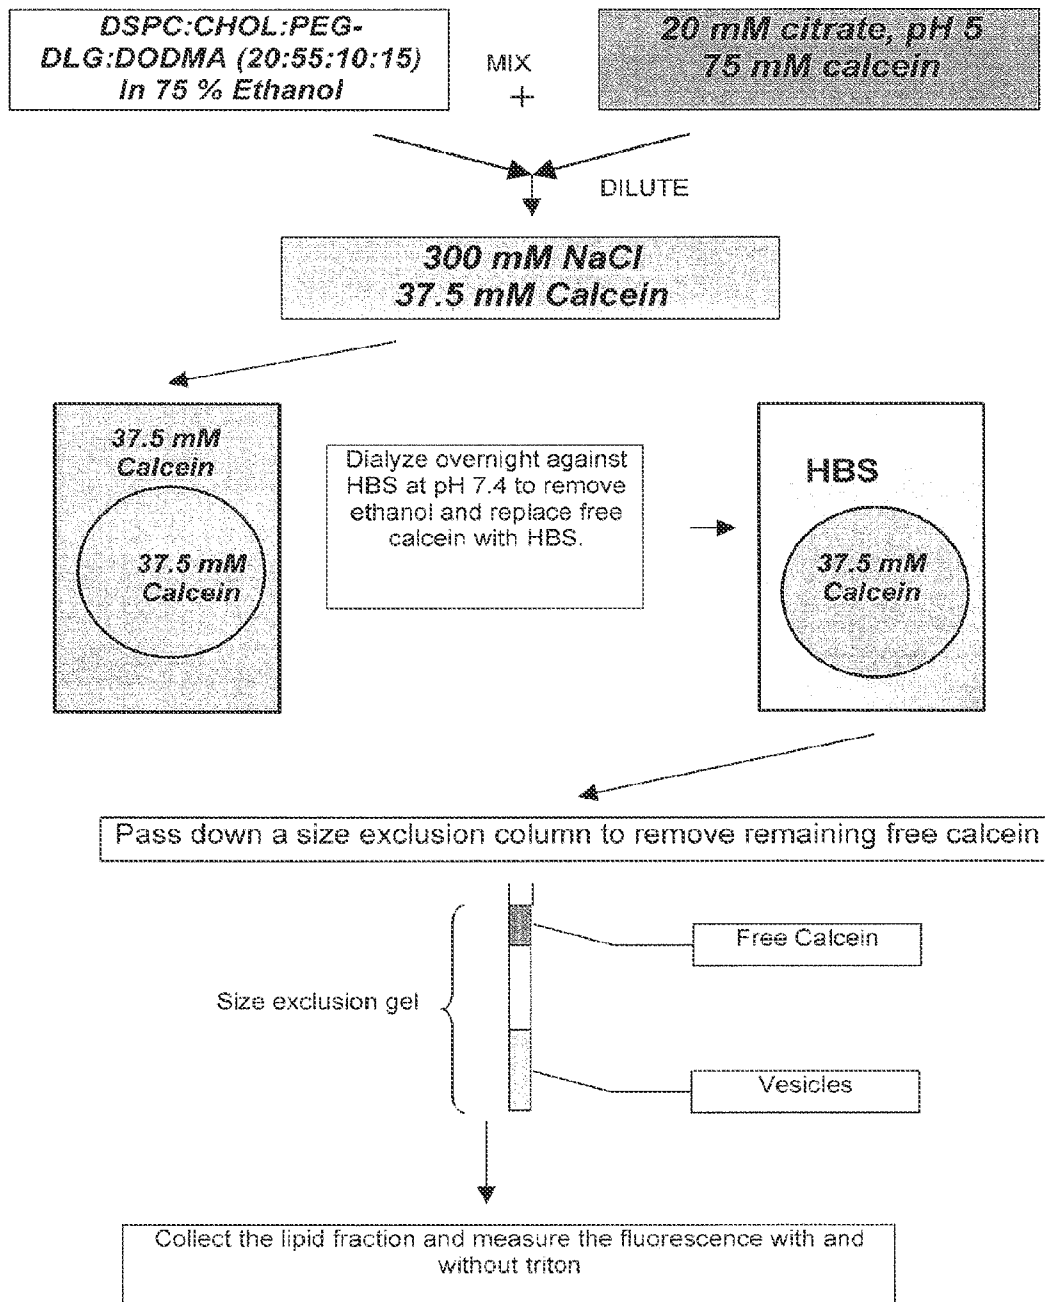 DSPC:CHOL:PEG-
DLG:DODMA (20:55:10:15)
In 75 % Ethanol
MIX
+
20 mM citrate, pH 5
75 mM calcein
DILUTE
300 mM NaCl
37.5 mM Calcein
37.5 mM
Calcein
37.5 mM
Calcein
Dialyze overnight against
HBS at pH 7.4 to remove
ethanol and replace free
calcein with HBS.
HBS
37.5 mM
Calcein
Pass down a size exclusion column to remove remaining free calcein
Free Calcein
Size exclusion gel
Vesicles
Collect the lipid fraction and measure the fluorescence with and
without triton